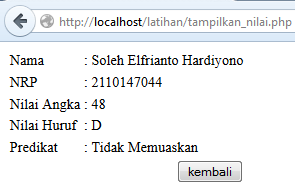 http://localhost/latihan/tampilkan_nilai.php
Nama : Soleh Elfrianto Hardiyono
NRP : 2110147044
Nilai Angka : 48
Nilai Huruf : D
Predikat : Tidak Memuaskan
kembali